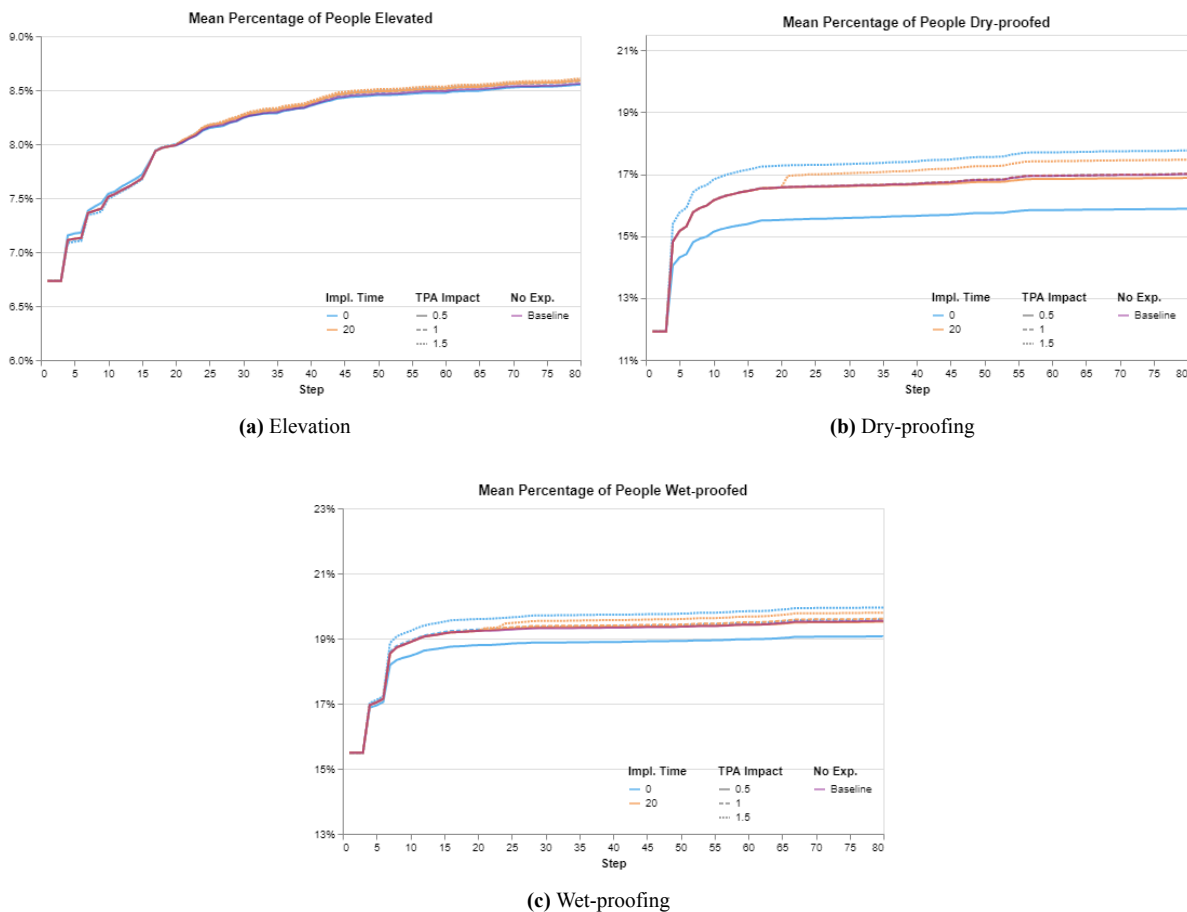 Mean Percentage of People Elevated
9.0%
8.5%
8.0%
7.5%
7.0%
6.5%
6.0%
Impl. Time TPA Impact No Exp.
0 0.5 Baseline
20 1
1.5
0 5 10 15 20 25 30 35 40 45 50 55 60 65 70 75 80
Step
(a) Elevation
Mean Percentage of People Dry-proofed
21%
19%
17%
15%
13%
11%
Impl. Time TPA Impact No Exp.
0 0.5 Baseline
20 1
1.5
0 5 10 15 20 25 30 35 40 45 50 55 60 65 70 75 80
Step
(b) Dry-proofing
Mean Percentage of People Wet-proofed
23%
21%
19%
17%
15%
13%
Impl. Time TPA Impact No Exp.
0 0.5 Baseline
20 1
1.5
0 5 10 15 20 25 30 35 40 45 50 55 60 65 70 75 80
Step
(c) Wet-proofing